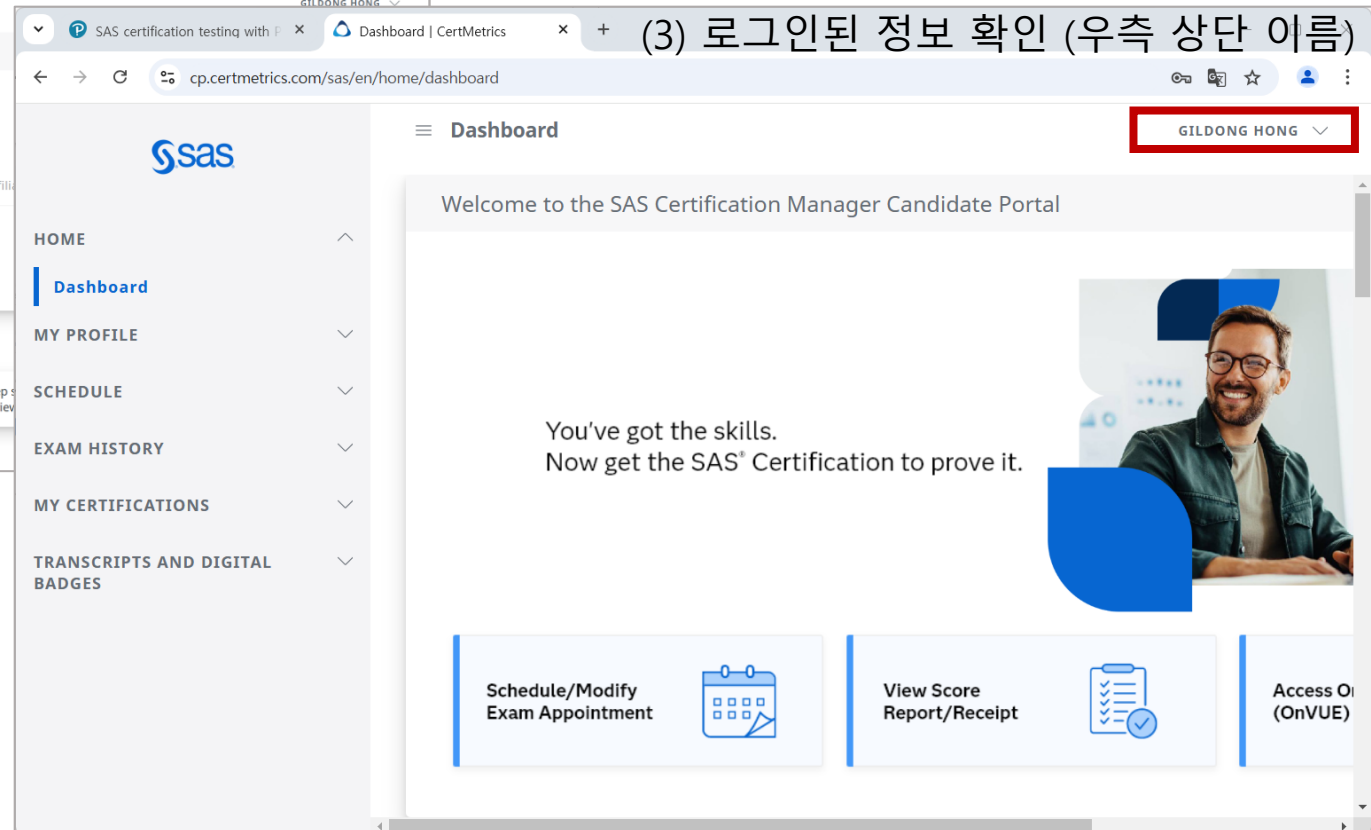 GILDONG HONG
SAS certification testing with P
Dashboard | CertMetrics
(3) 로그인된 정보 확인 (우측 상단 이름)
cp.certmetrics.com/sas/en/home/dashboard
sas
Dashboard
GILDONG HONG
Welcome to the SAS Certification Manager Candidate Portal
HOME
Dashboard
MY PROFILE
SCHEDULE
EXAM HISTORY
MY CERTIFICATIONS
TRANSCRIPTS AND DIGITAL
BADGES
You've got the skills.
Now get the SAS® Certification to prove it.
Schedule/Modify
Exam Appointment
View Score
Report/Receipt
Access
(OnVUE)